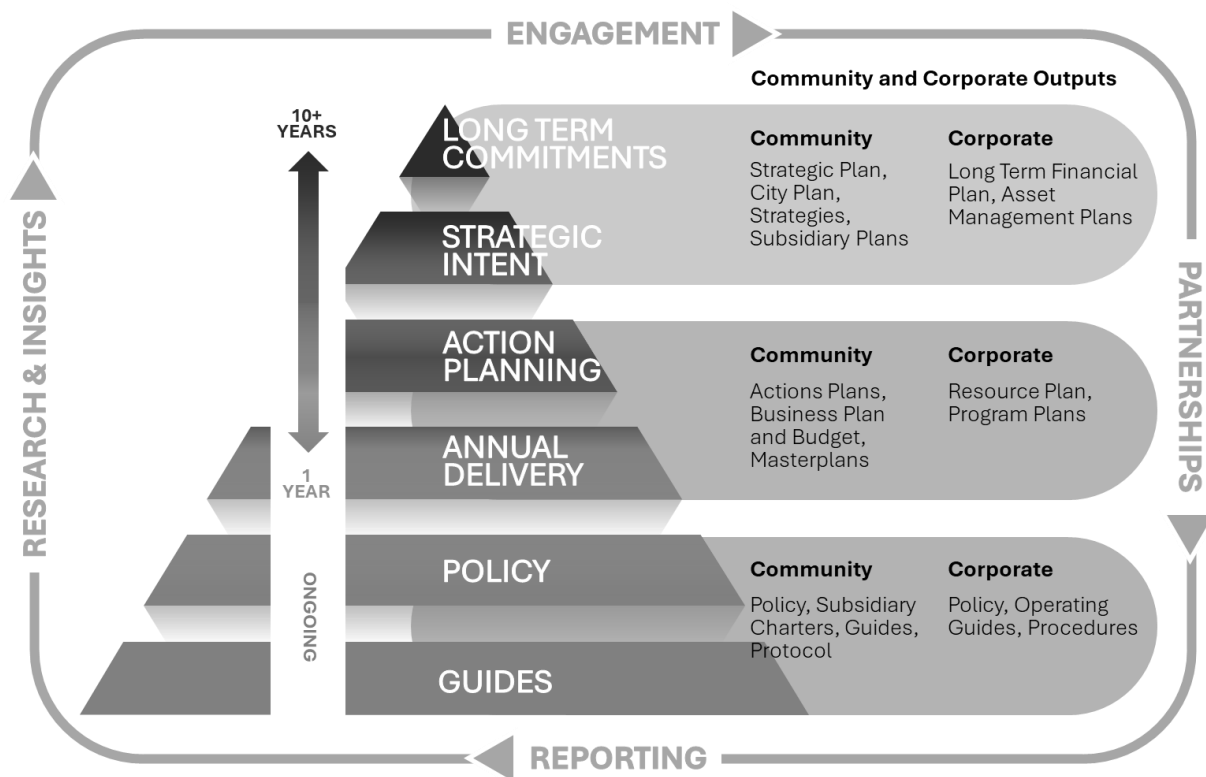 ENGAGEMENT
Community and Corporate Outputs
10+
YEARS
LONG TERM
COMMITMENTS
Community
Strategic Plan,
City Plan,
Strategies,
Subsidiary Plans
Corporate
Long Term Financial
Plan, Asset
Management Plans
STRATEGIC
INTENT
RESEARCH & INSIGHTS
PARTNERSHIPS
ACTION
PLANNING
Community
Actions Plans,
Business Plan
and Budget,
Masterplans
Corporate
Resource Plan,
Program Plans
ANNUAL
DELIVERY
1
YEAR
ONGOING
POLICY
Community
Policy, Subsidiary
Charters, Guides,
Protocol
Corporate
Policy, Operating
Guides, Procedures
GUIDES
REPORTING